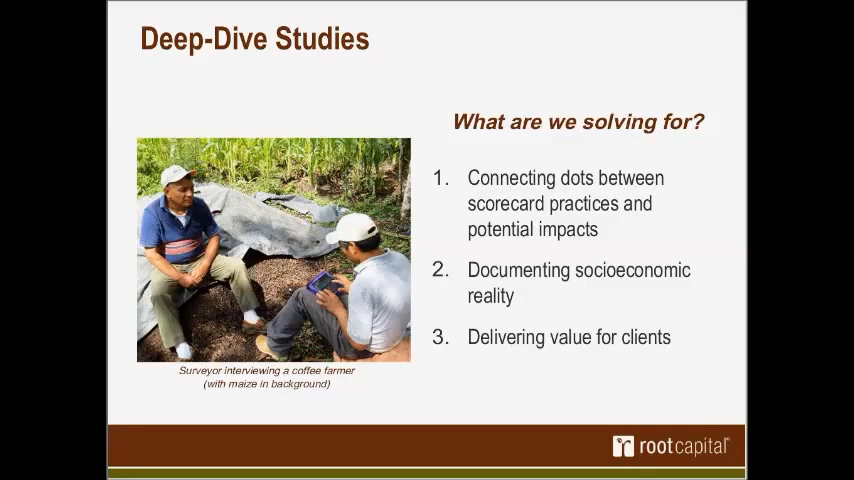 Deep-Dive Studies
What are we solving for?
1. Connecting dots between
scorecard practices and
potential impacts
2. Documenting socioeconomic
reality
3. Delivering value for clients
Surveyor interviewing a coffee farmer
(with maize in background)
rootcapital®